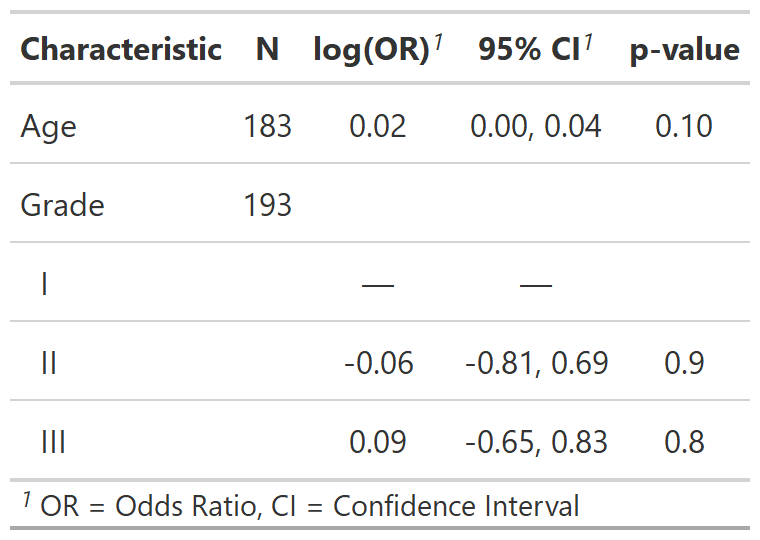 Characteristic N log(OR)1 95% CI1 p-value
Age 183 0.02 0.00, 0.04 0.10
Grade 193
I — —
II -0.06 -0.81, 0.69 0.9
III 0.09 -0.65, 0.83 0.8
1 OR = Odds Ratio, CI = Confidence Interval